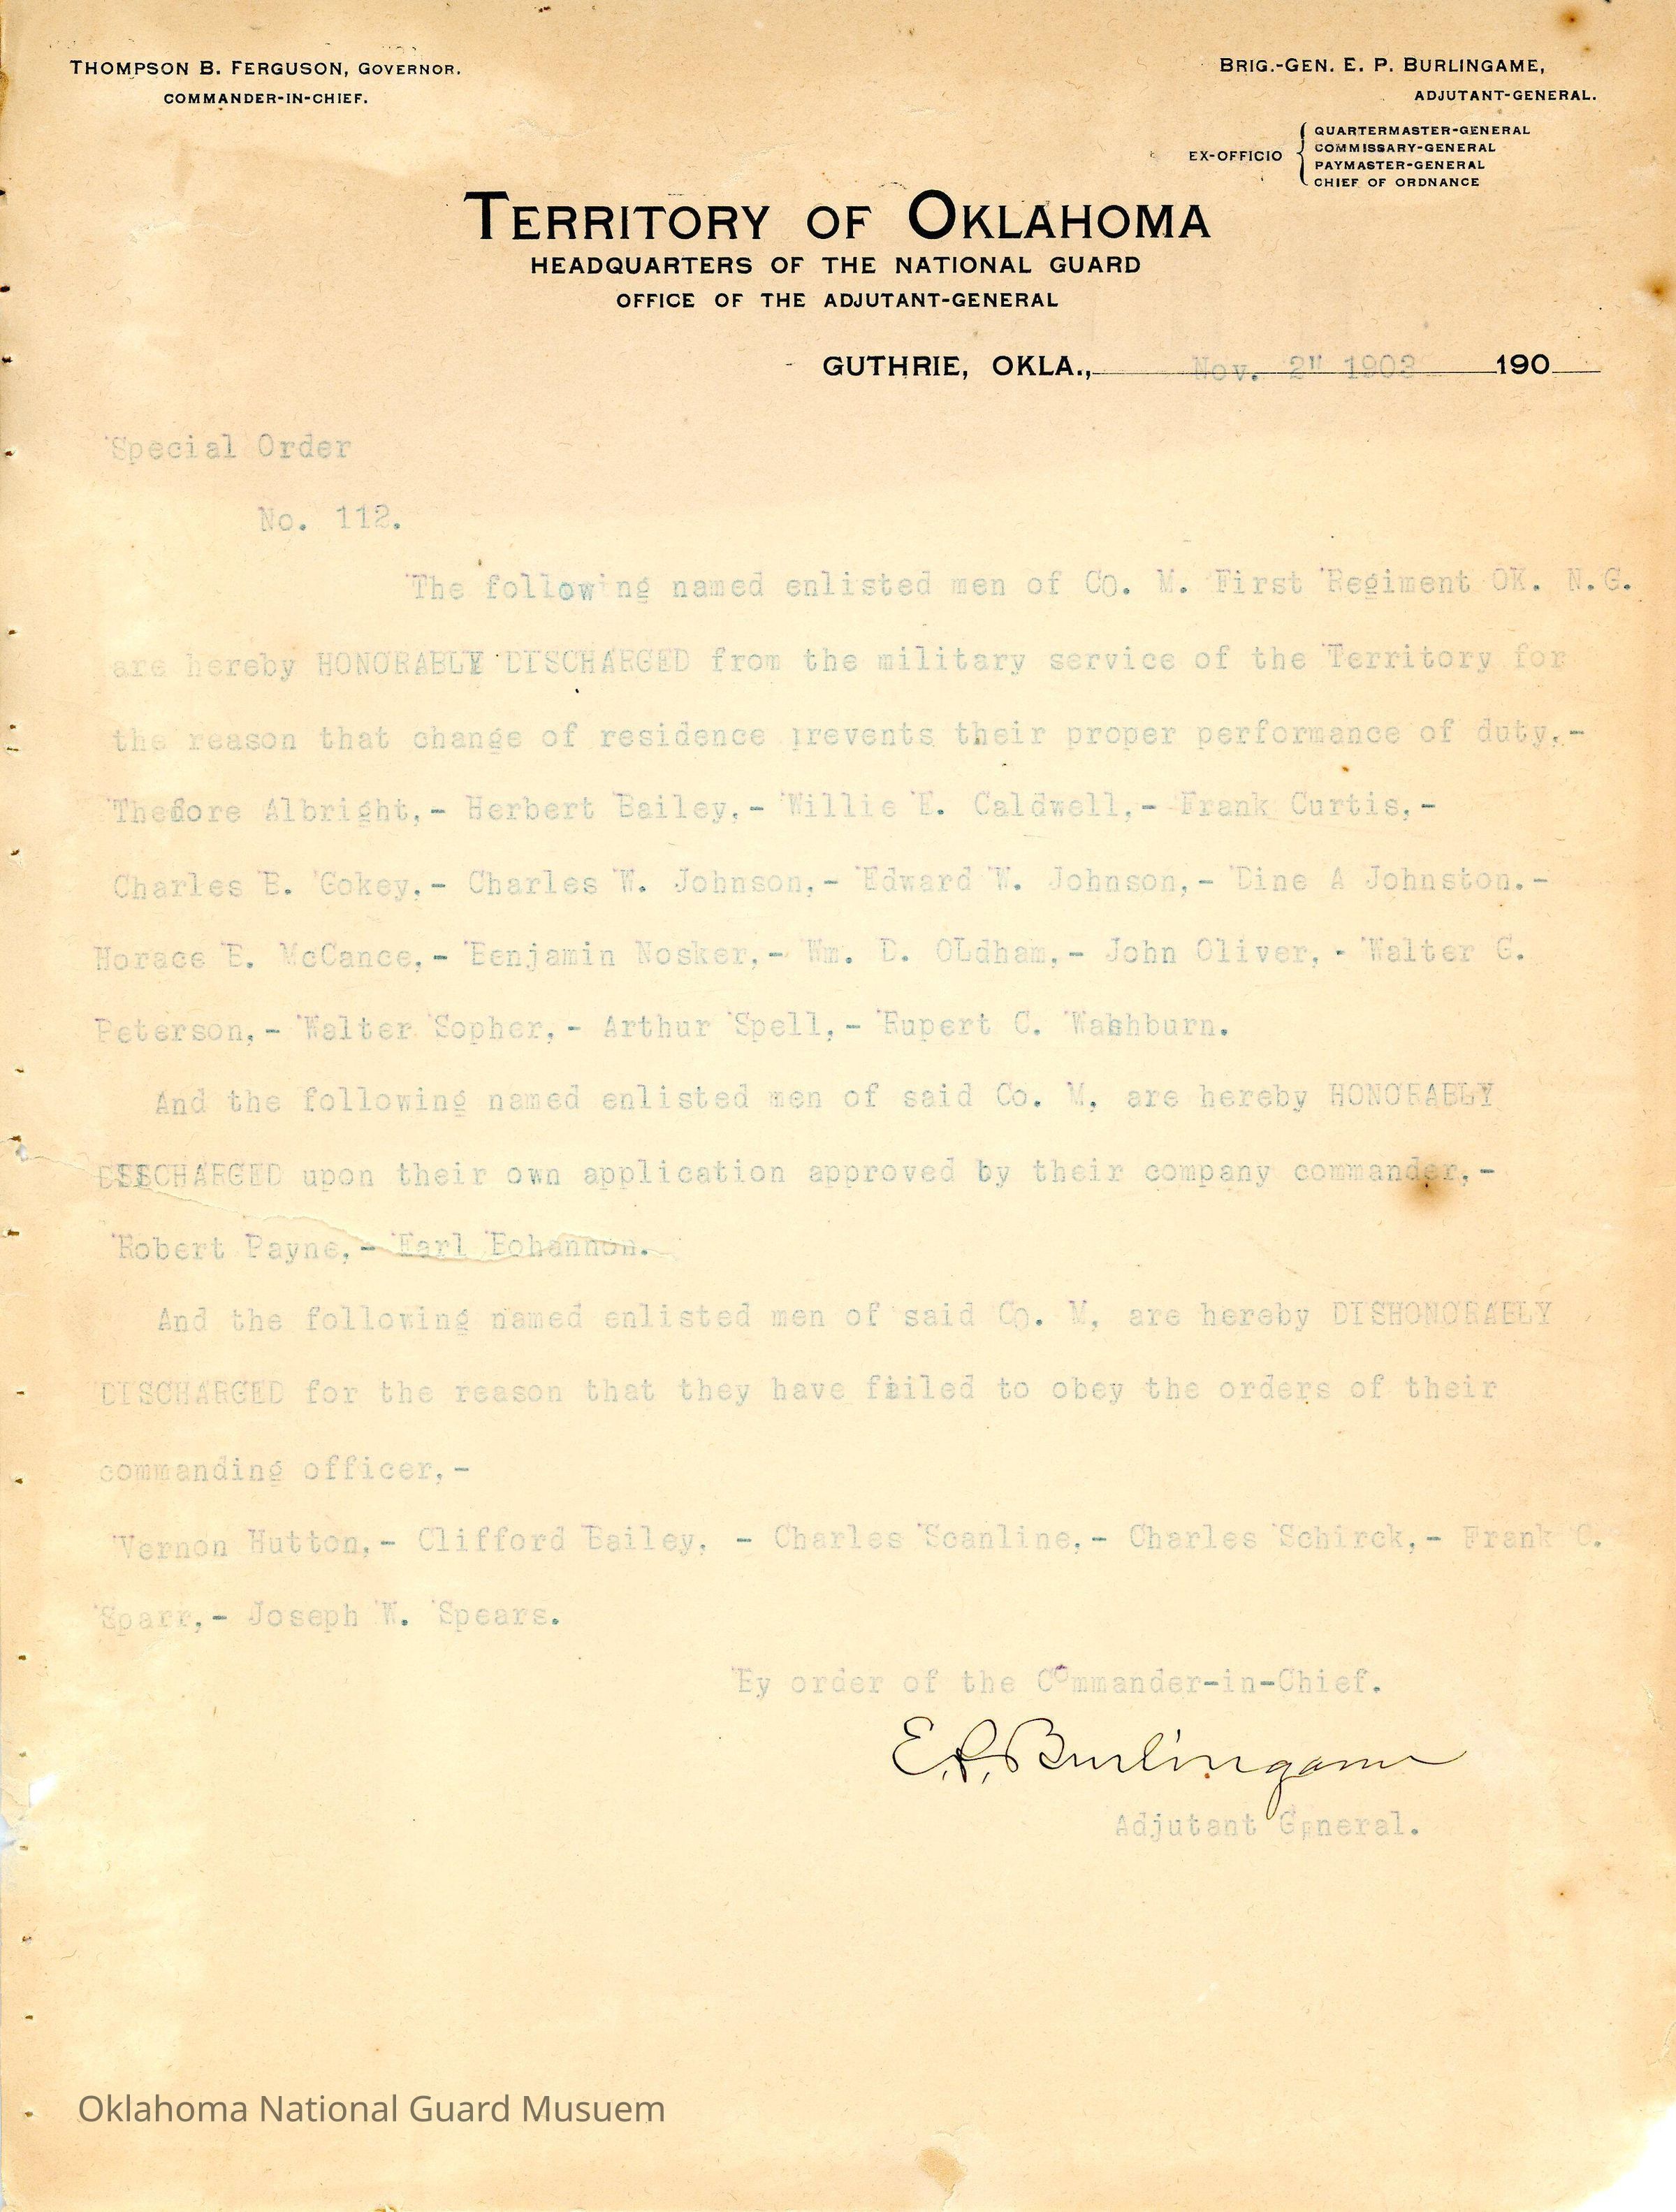 THOMPSON B. FERGUSON, GOVERNOR.
COMMANDER-IN-CHIEF.
BRIG.-GEN. E. P. BURLINGAME,
ADJUTANT-GENERAL.
EX-OFFICIO
QUARTERMASTER-GENERAL
COMMISSARY-GENERAL
PAYMASTER-GENERAL
CHIEF OF ORDNANCE
TERRITORY OF OKLAHOMA
HEADQUARTERS OF THE NATIONAL GUARD
OFFICE OF THE ADJUTANT-GENERAL
GUTHRIE, OKLA., Nov. 2" 190
Special Order
No. 112.
The following named enlisted men of Co. M. First Regiment OK. N.G.
are hereby HONORABLY DISCHARGED from the military service of the Territory for
the reason that change of residence prevents their proper performance of duty,-
Thedore Albright,- Herbert Bailey,- Willie E. Caldwell,- Frank Curtis,-
Charles E. Cokey,- Charles W. Johnson,- Edward W. Johnson,- Dine A Johnston.-
Horace E. McCance,- Benjamin Nosker,- Wm. D. OLdham,- John Oliver, - Walter G.
Peterson,- Walter Sopher,- Arthur Spell,- Rupert C. Washburn.
And the following named enlisted men of said Co. M, are hereby HONORABLY
DISCHARGED upon their own application approved by their company commander,-
Robert Payne,- Earl Bohannon.
And the following named enlisted men of said Co. M, are hereby DISHONORABLY
DISCHARGED for the reason that they have failed to obey the orders of their
commanding officer,-
Vernon Hutton,- Clifford Bailey, - Charles Scanline,- Charles Schirck,- Frank C.
Sparr,- Joseph W. Spears.
By order of the Commander-in-Chief.
E.P. Burlingame
Adjutant General.
Oklahoma National Guard Musuem